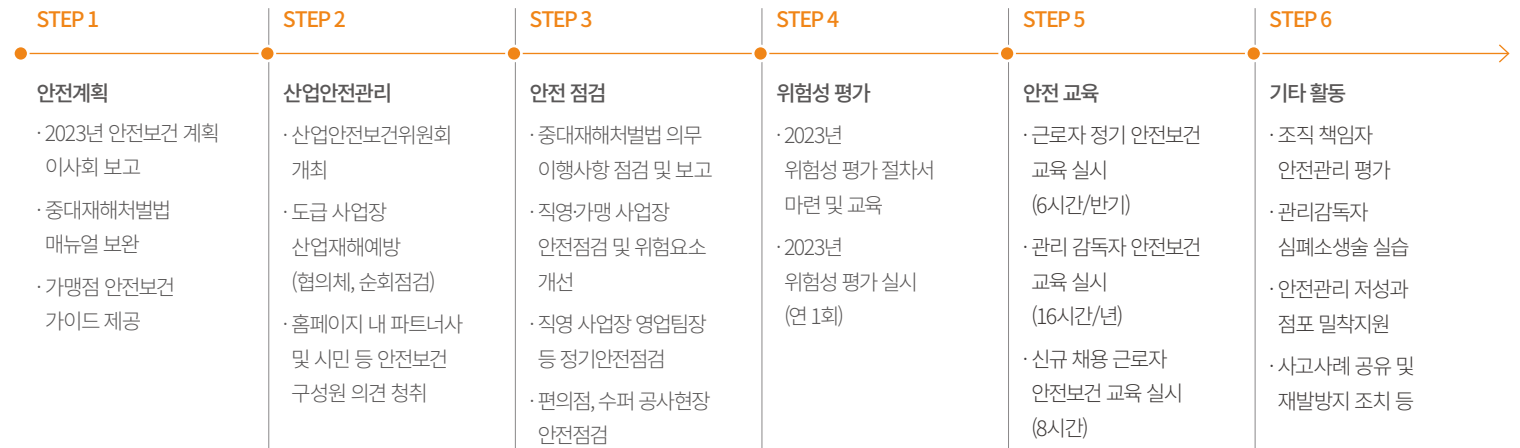 STEP 1
안전계획
· 2023년 안전보건 계획
이사회 보고
· 중대재해처벌법
매뉴얼 보완
· 가맹점 안전보건
가이드 제공
STEP 2
산업안전관리
· 산업안전보건위원회
개최
· 도급 사업장
산업재해예방
(협의체, 순회점검)
· 홈페이지 내 파트너사
및 시민 등 안전보건
구성원 의견 청취
STEP 3
안전 점검
· 중대재해처벌법 의무
이행사항 점검 및 보고
· 직영·가맹 사업장
안전점검 및 위험요소
개선
· 직영 사업장 영업팀장
등 정기안전점검
· 편의점, 수퍼 공사현장
안전점검
STEP 4
위험성 평가
· 2023년
위험성 평가 절차서
마련 및 교육
· 2023년
위험성 평가 실시
(연 1회)
STEP 5
안전 교육
· 근로자 정기 안전보건
교육 실시
(6시간/반기)
· 관리 감독자 안전보건
교육 실시
(16시간/년)
· 신규 채용 근로자
안전보건 교육 실시
(8시간)
STEP 6
기타 활동
· 조직 책임자
안전관리 평가
· 관리감독자
심폐소생술 실습
· 안전관리 저성과
점포 밀착지원
· 사고사례 공유 및
재발방지 조치 등